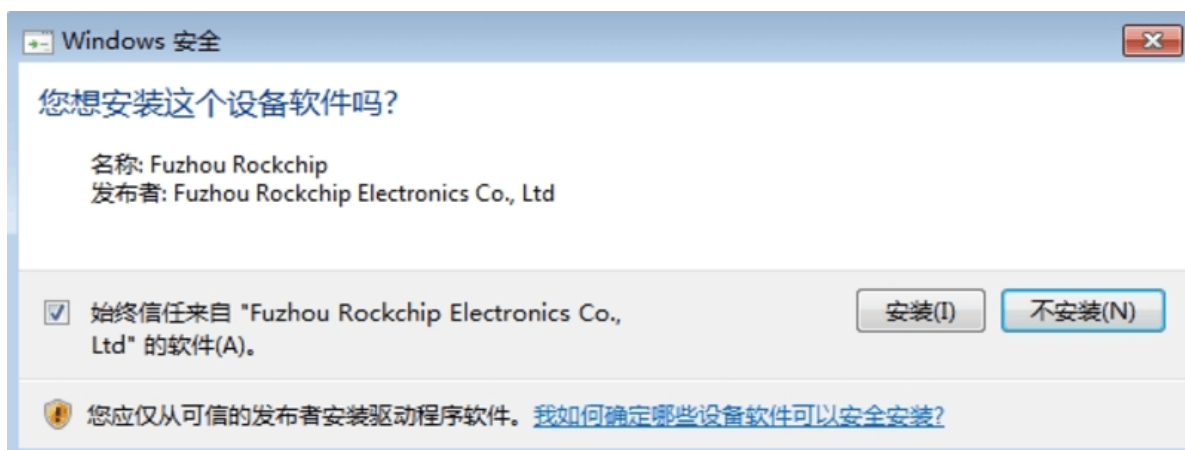 Windows 安全
您想安装这个设备软件吗?
名称: Fuzhou Rockchip
发布者: Fuzhou Rockchip Electronics Co., Ltd
始终信任来自 "Fuzhou Rockchip Electronics Co.,
Ltd" 的软件(A)。
安装(I)
不安装(N)
您应仅从可信的发布者安装驱动程序软件。我如何确定哪些设备软件可以安全安装?